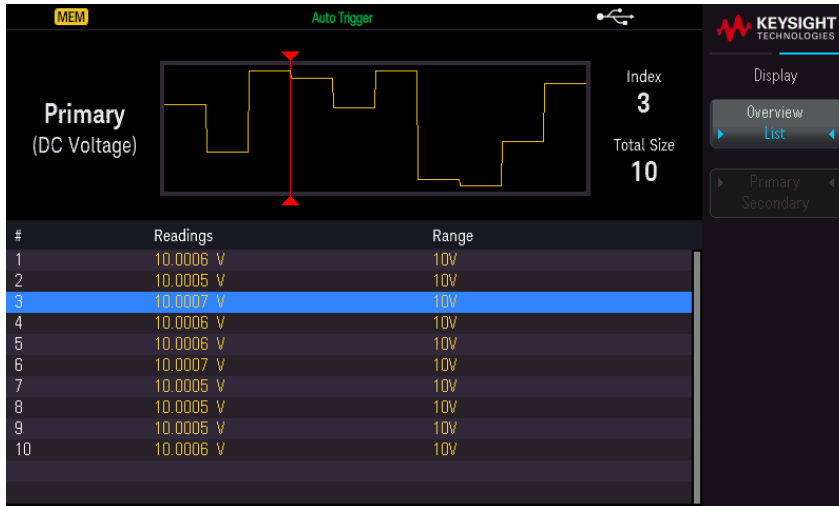 MEM Auto Trigger
KEYSIGHT
TECHNOLOGIES
Display
Overview
List
Primary
Secondary
Primary
(DC Voltage)
Index
3
Total Size
10
# Readings Range
1 10.0006 V 10V
2 10.0005 V 10V
3 10.0007 V 10V
4 10.0006 V 10V
5 10.0006 V 10V
6 10.0007 V 10V
7 10.0005 V 10V
8 10.0005 V 10V
9 10.0005 V 10V
10 10.0006 V 10V